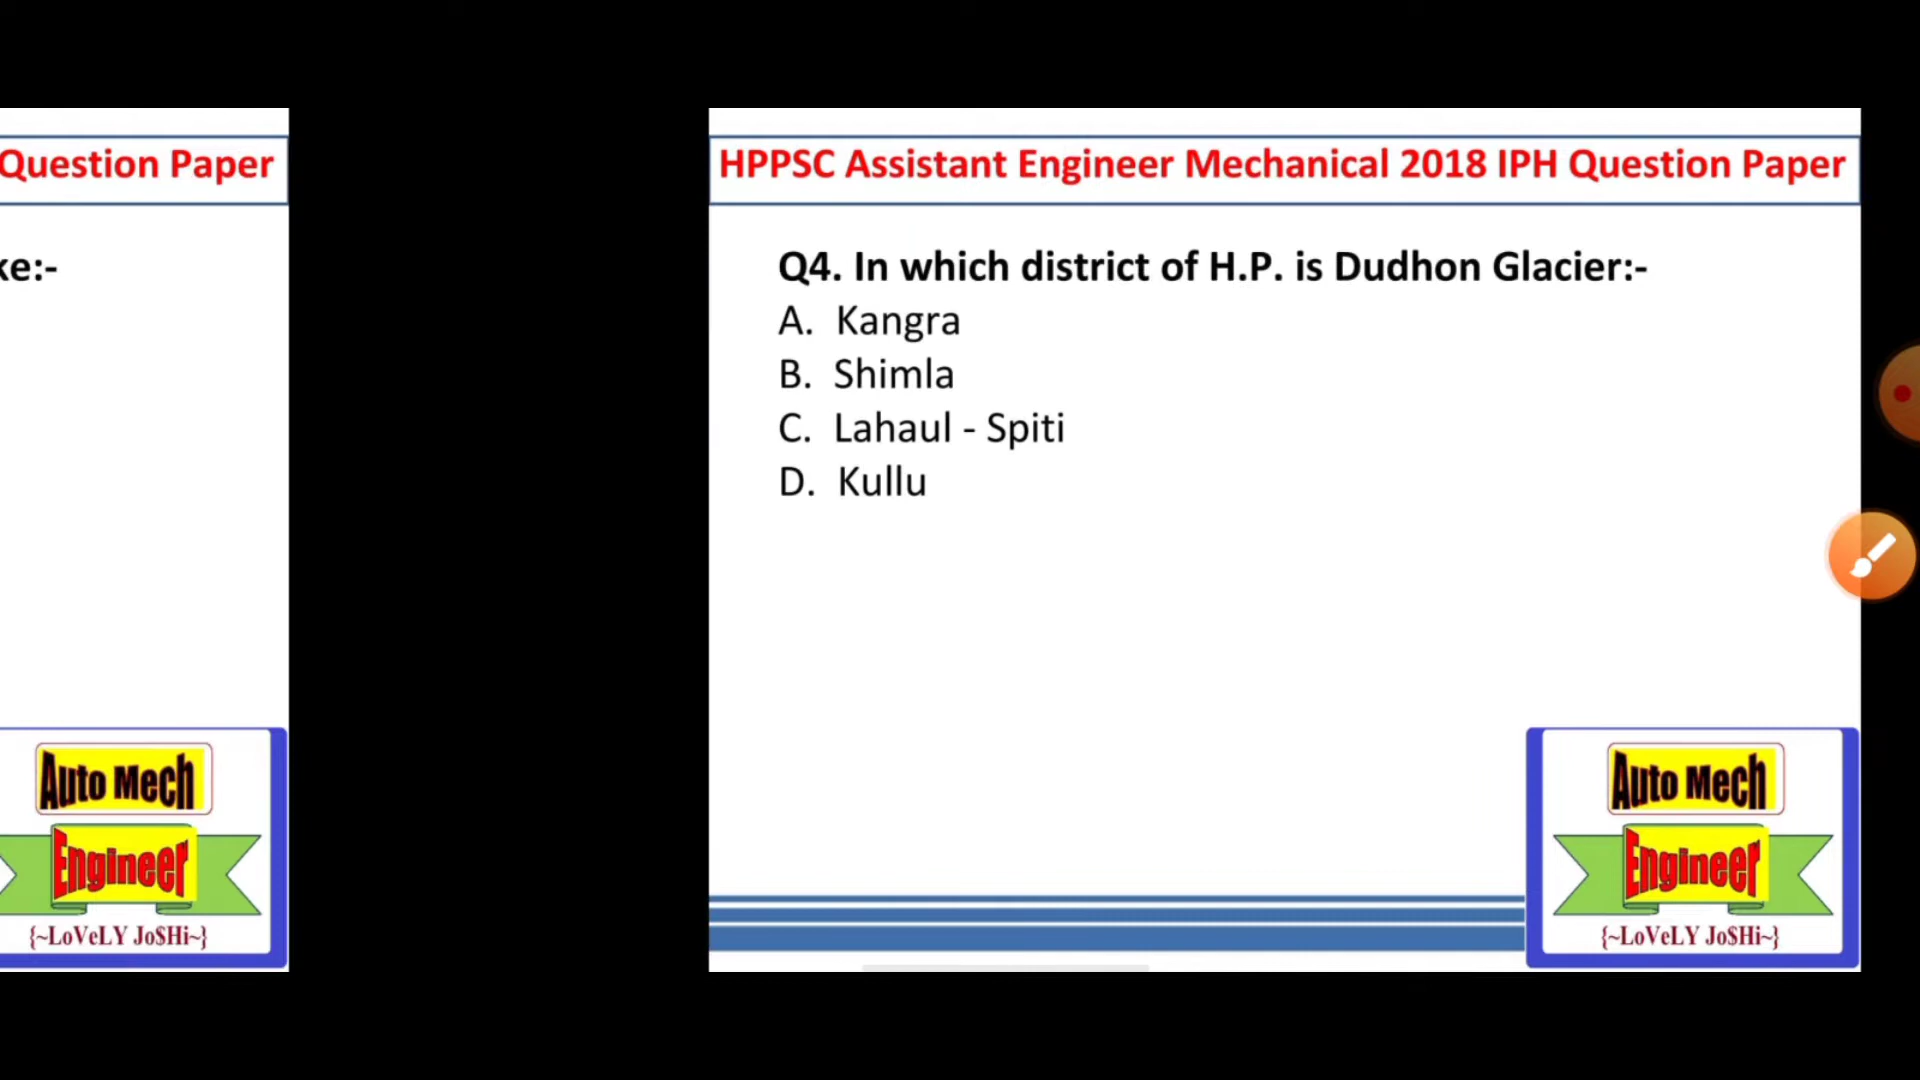 Question Paper
ke:-
Auto Mech
Engineer
{~LoVeLY Jo$Hi~}
HPPSC Assistant Engineer Mechanical 2018 IPH Question Paper
Q4. In which district of H.P. is Dudhon Glacier:-
A. Kangra
B. Shimla
C. Lahaul - Spiti
D. Kullu
Auto Mech
Engineer
{~LoVeLY Jo$Hi~}